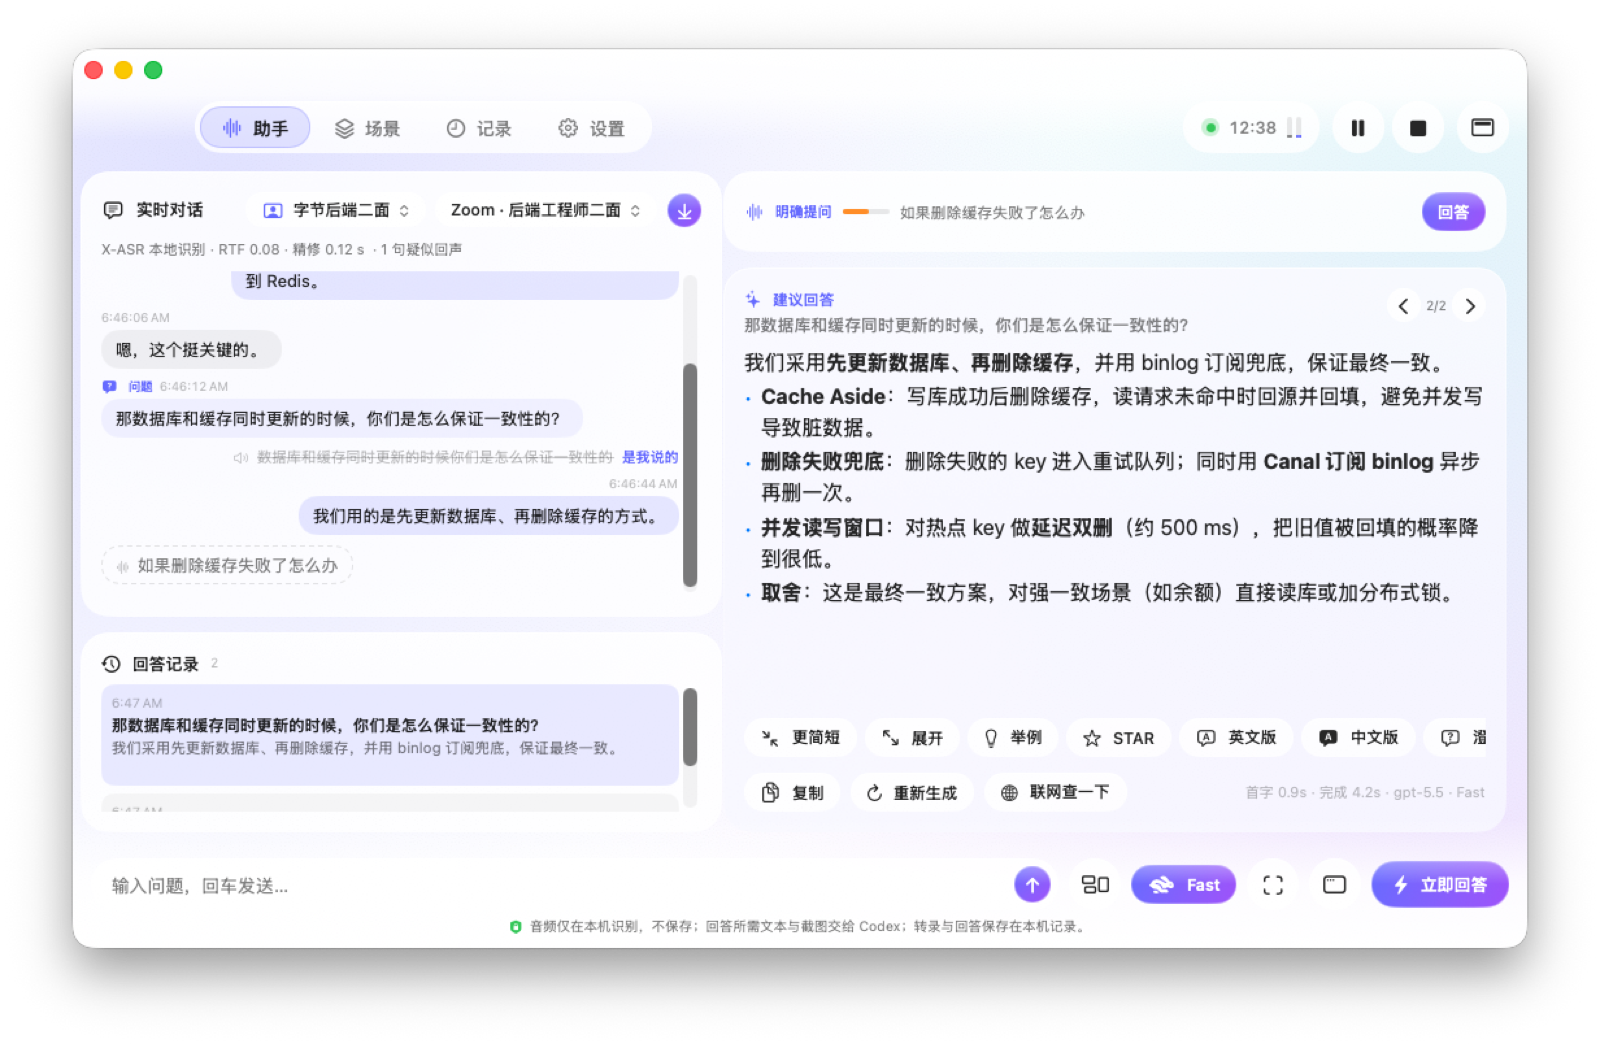 助手
场景
记录
设置
12:38
实时对话
字节后端二面
Zoom · 后端工程师二面
X-ASR 本地识别 · RTF 0.08 · 精修 0.12 s · 1 句疑似回声
到 Redis。
6:46:06 AM
嗯，这个挺关键的。
问题 6:46:12 AM
那数据库和缓存同时更新的时候，你们是怎么保证一致性的？
数据库和缓存同时更新的时候你们是怎么保证一致性的 是我说的
6:46:44 AM
我们用的是先更新数据库、再删除缓存的方式。
如果删除缓存失败了怎么办
回答记录 2
6:47 AM
那数据库和缓存同时更新的时候，你们是怎么保证一致性的？
我们采用先更新数据库、再删除缓存，并用 binlog 订阅兜底，保证最终一致。
6:47 AM
明确提问
如果删除缓存失败了怎么办
回答
建议回答
2/2
那数据库和缓存同时更新的时候，你们是怎么保证一致性的？
我们采用先更新数据库、再删除缓存，并用 binlog 订阅兜底，保证最终一致。
· Cache Aside：写库成功后删除缓存，读请求未命中时回源并回填，避免并发写
导致脏数据。
· 删除失败兜底：删除失败的 key 进入重试队列；同时用 Canal 订阅 binlog 异步
再删一次。
· 并发读写窗口：对热点 key 做延迟双删（约 500 ms），把旧值被回填的概率降
到很低。
· 取舍：这是最终一致方案，对强一致场景（如余额）直接读库或加分布式锁。
更简短
展开
举例
STAR
英文版
中文版
复制
重新生成
联网查一下
首字 0.9s · 完成 4.2s · gpt-5.5 · Fast
输入问题，回车发送...
Fast
立即回答
音频仅在本机识别，不保存；回答所需文本与截图交给 Codex；转录与回答保存在本机记录。